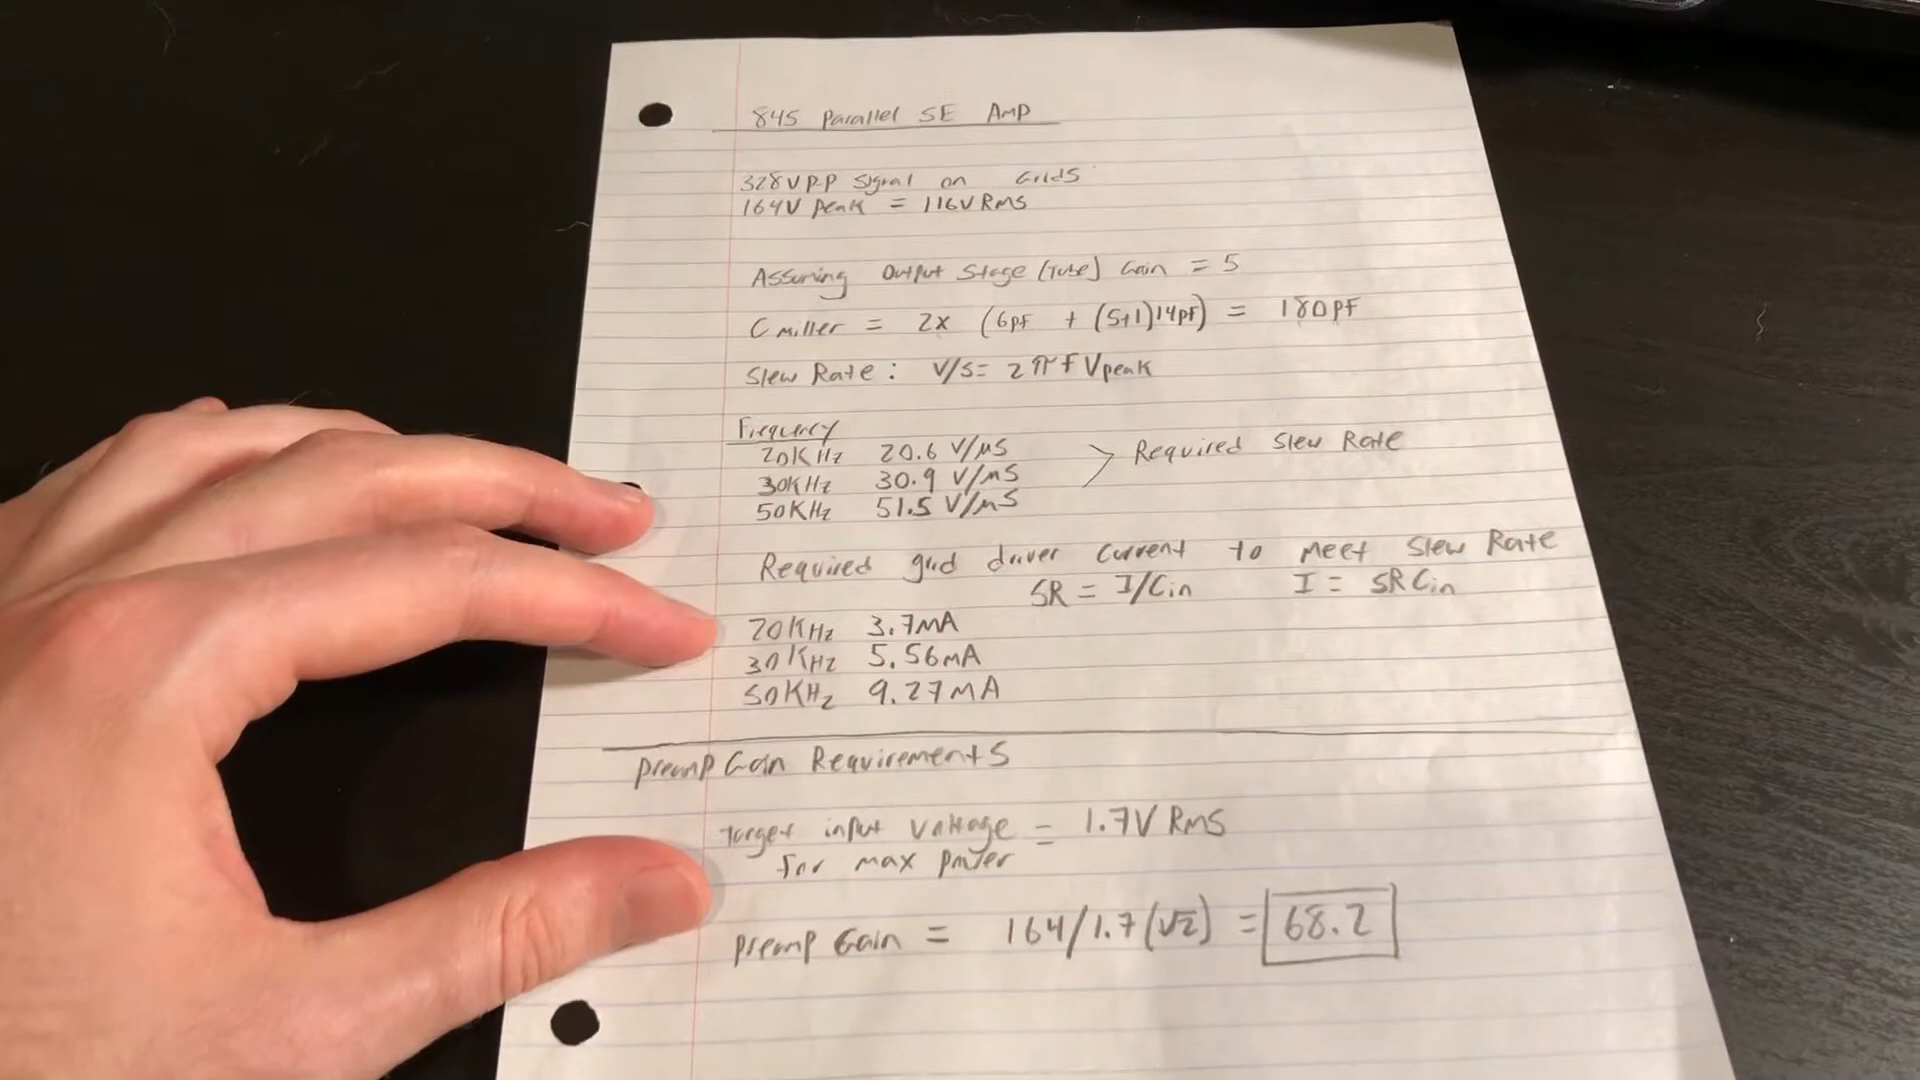 845 Parallel SE AMP
328V P-P Signal on Grids
164V Peak = 116V RMS
Assuming Output Stage (Tube) Gain = 5
C miller = 2x (6pf + (5+1)14pf) = 180pf
Slew Rate: V/S = 2πf Vpeak
Frequency
20KHz 20.6 V/μS
30KHz 30.9 V/μS > Required Slew Rate
50KHz 51.5 V/μS
Required grid driver current to meet Slew Rate
SR = I/Cin I = SRCin
20KHz 3.7mA
30KHz 5.56mA
50KHz 9.27mA
Preamp Gain Requirements
Target input Voltage = 1.7V RMS
for max power
Preamp Gain = 164/1.7(√2) = 68.2